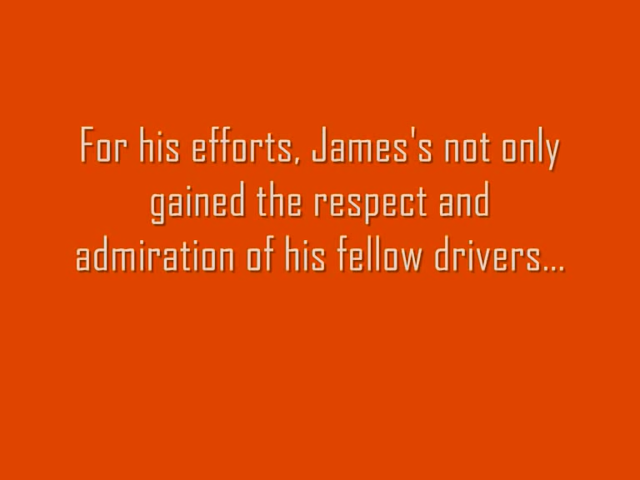 For his efforts, James's not only
gained the respect and
admiration of his fellow drivers...